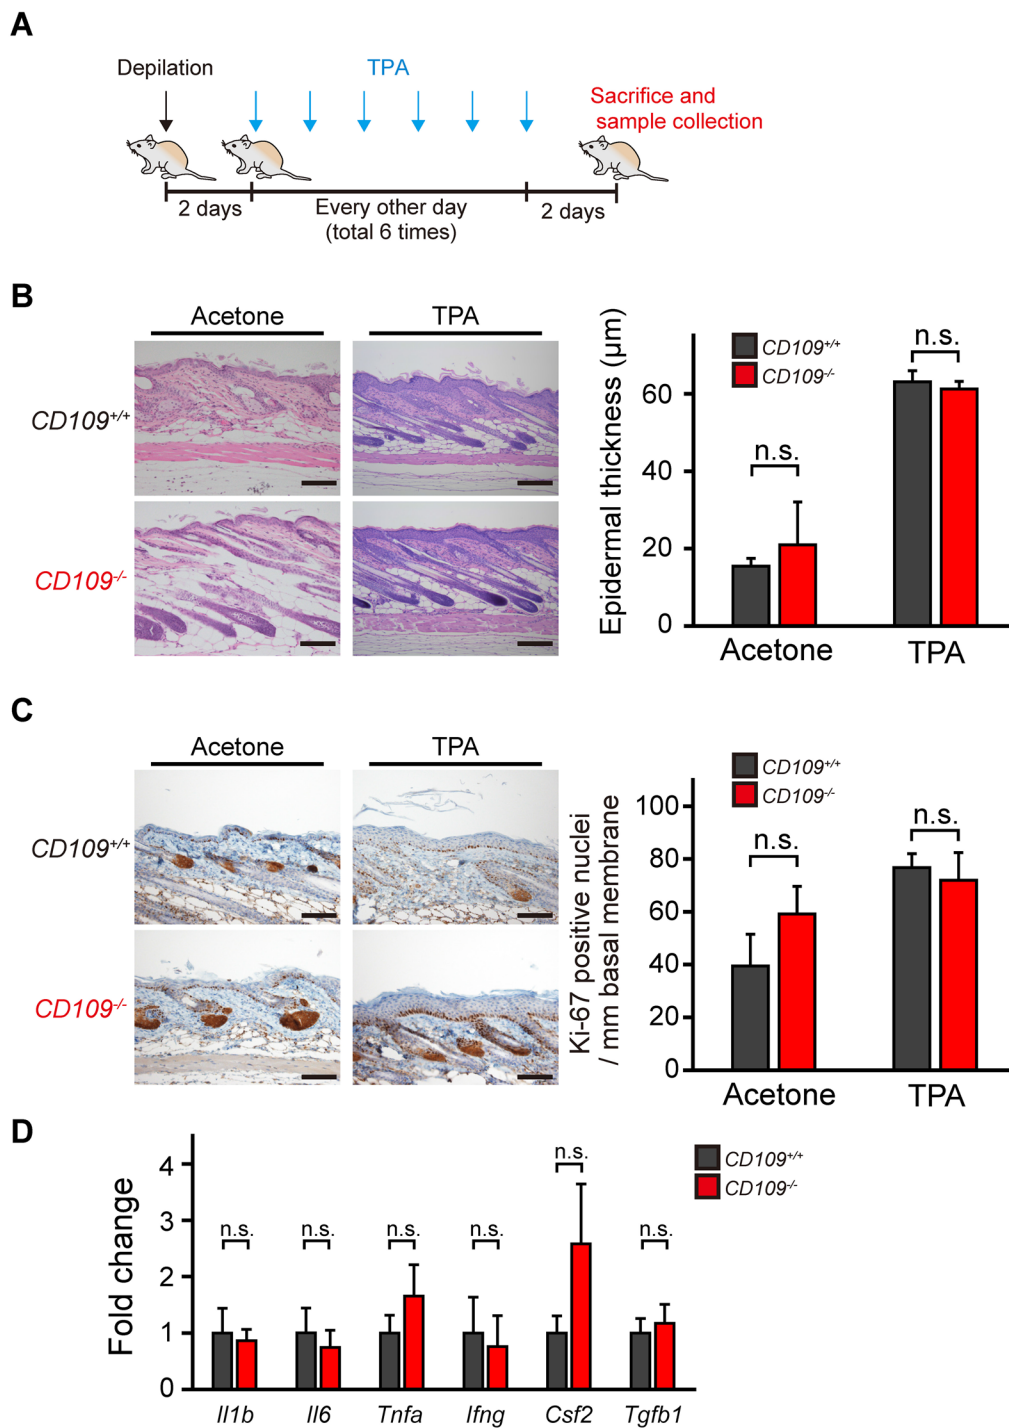 A
Depilation
TPA
Sacrifice and
sample collection
2 days
Every other day
(total 6 times)
2 days
B
Acetone
TPA
CD109+/+
CD109-/-
Epidermal thickness (μm)
60
40
20
0
CD109+/+
CD109-/-
n.s.
n.s.
Acetone
TPA
C
Acetone
TPA
CD109+/+
CD109-/-
Ki-67 positive nuclei
/ mm basal membrane
100
80
60
40
20
0
CD109+/+
CD109-/-
n.s.
n.s.
Acetone
TPA
D
Fold change
4
3
2
1
0
n.s.
n.s.
n.s.
n.s.
n.s.
n.s.
CD109+/+
CD109-/-
Il1b
Il6
Tnfa
Ifng
Csf2
Tgfb1